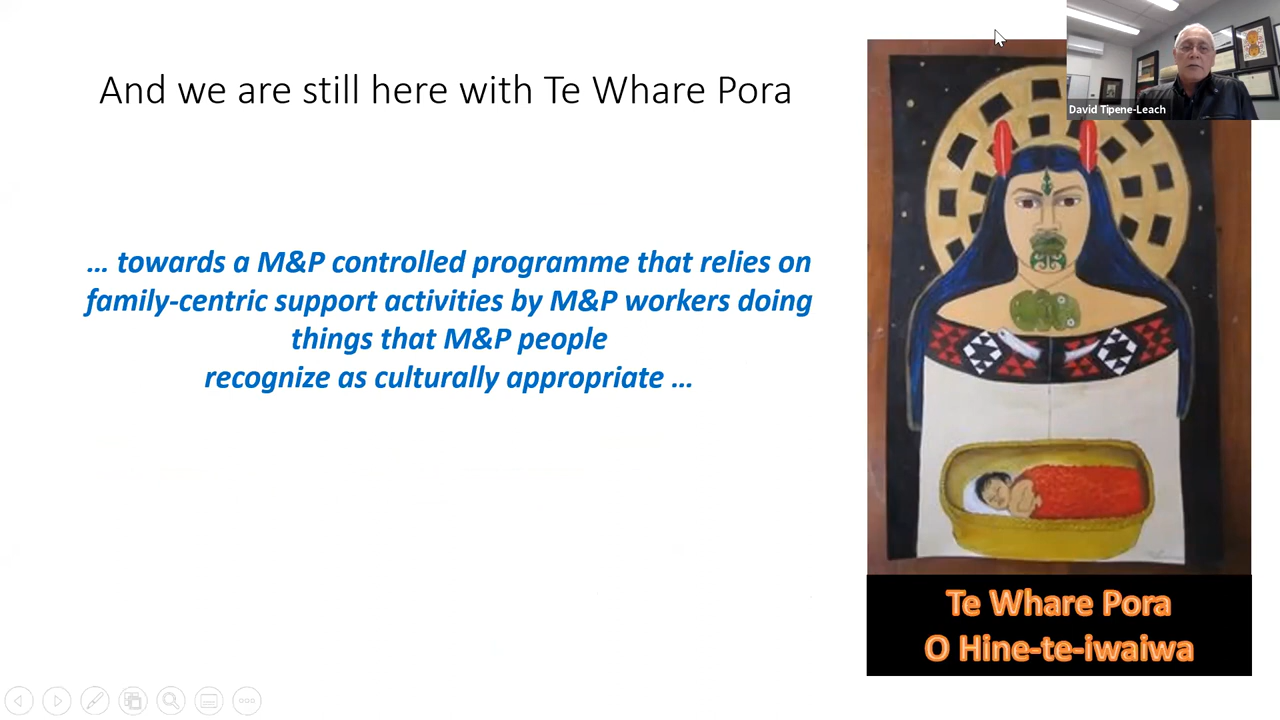 And we are still here with Te Whare Pora
David Tipene-Leach
… towards a M&P controlled programme that relies on
family-centric support activities by M&P workers doing
things that M&P people
recognize as culturally appropriate …
Te Whare Pora
O Hine-te-iwaiwa